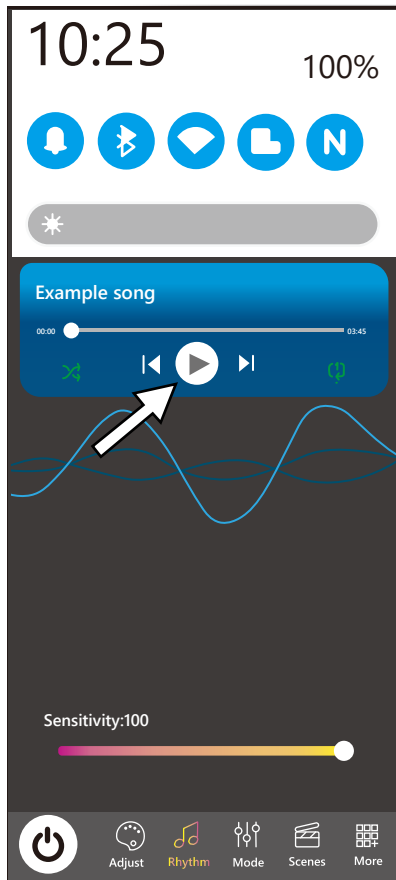 10:25
100%
N
Example song
00:00 03:45
Sensitivity:100
Adjust Rhythm Mode Scenes More